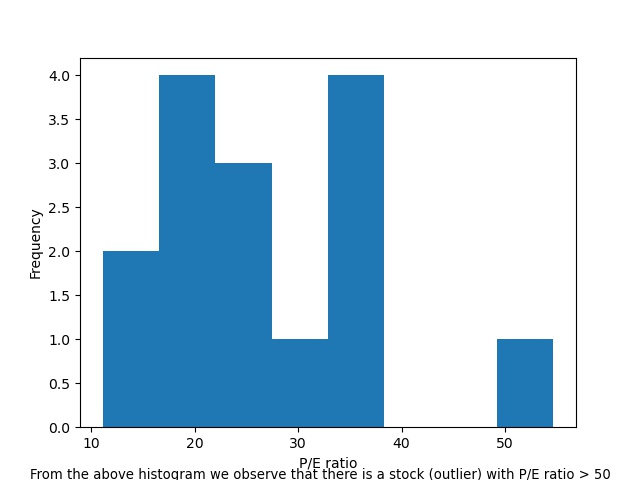 4.0
3.5
3.0
2.5
2.0
1.5
1.0
0.5
0.0
Frequency
10 20 30 40 50
P/E ratio
From the above histogram we observe that there is a stock (outlier) with P/E ratio > 50